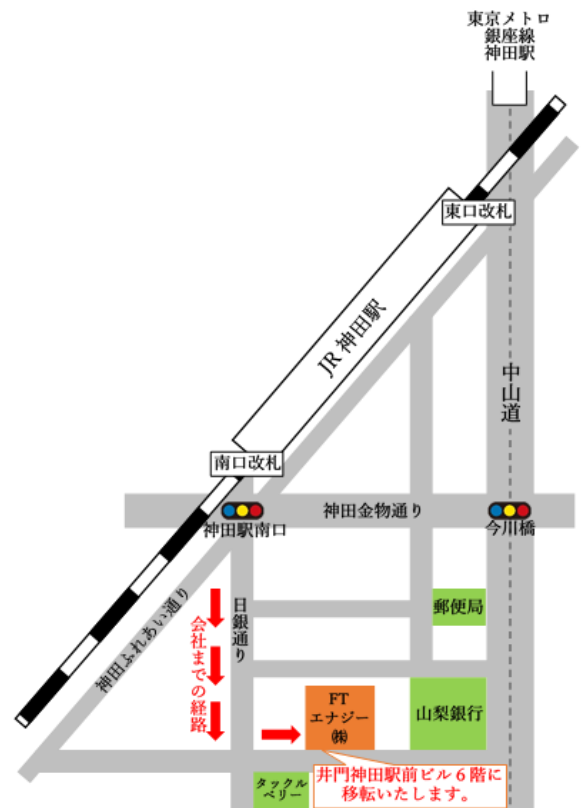 東京メトロ
銀座線
神田駅
東口改札
JR 神田駅
中山道
南口改札
神田金物通り
神田駅南口
今川橋
神田ふれあい通り
日銀通り
郵便局
会社までの経路
FT
エナジー
㈱
山梨銀行
タックル
ベリー
井門神田駅前ビル６階に
移転いたします。